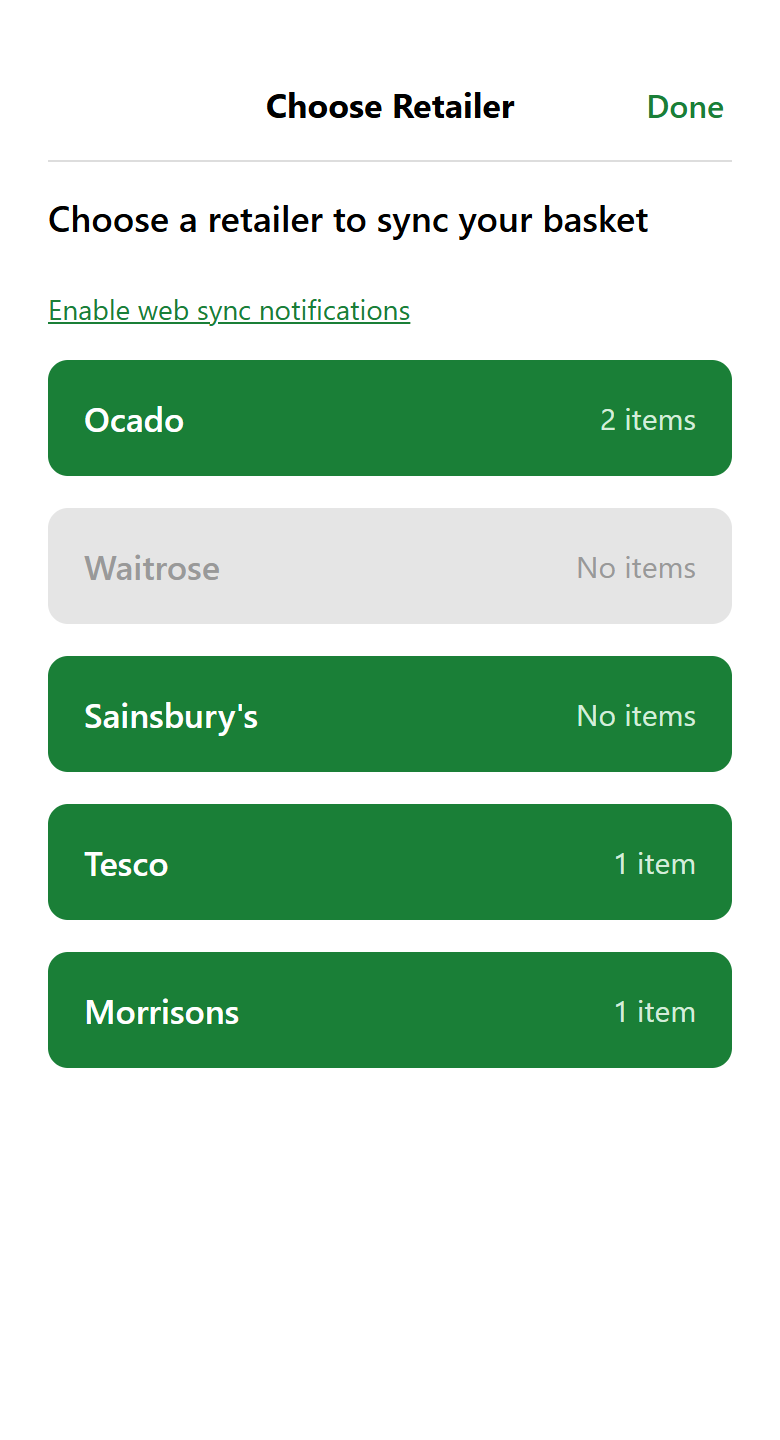 Choose Retailer
Done
Choose a retailer to sync your basket
Enable web sync notifications
Ocado
2 items
Waitrose
No items
Sainsbury's
No items
Tesco
1 item
Morrisons
1 item